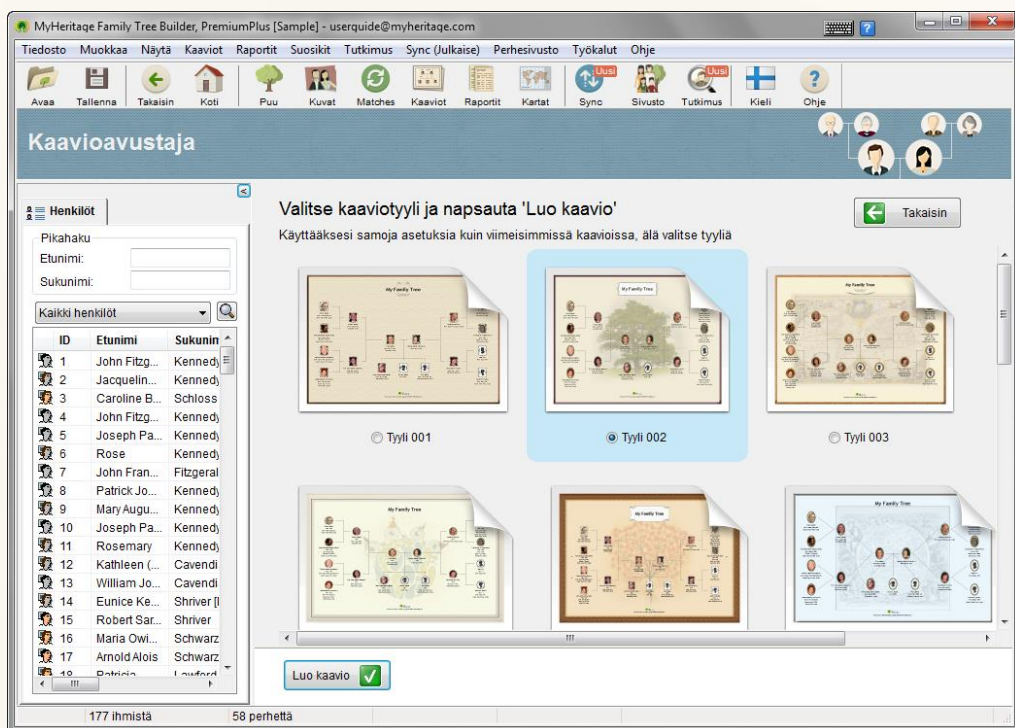 MyHeritage Family Tree Builder, PremiumPlus [Sample] - userguide@myheritage.com
Tiedosto Muokkaa Näytä Kaaviot Raportit Suosikit Tutkimus Sync (Julkaise) Perhesivusto Työkalut Ohje
Uusi Uusi
Avaa Tallenna Takaisin Koti Puu Kuvat Matches Kaaviot Raportit Kartat Sync Sivusto Tutkimus Kieli Ohje
Kaavioavustaja
Henkilöt
Pikahaku
Etunimi:
Sukunimi:
Kaikki henkilöt
ID Etunimi Sukunim
1 John Fitzg... Kennedy
2 Jacquelin... Kennedy
3 Caroline B... Schloss
4 John Fitzg... Kennedy
5 Joseph Pa... Kennedy
6 Rose Kennedy
7 John Fran... Fitzgeral
8 Patrick Jo... Kennedy
9 Mary Augu... Kennedy
10 Joseph Pa... Kennedy
11 Rosemary Kennedy
12 Kathleen (... Cavendi
13 William Jo... Cavendi
14 Eunice Ke... Shriver [
15 Robert Sar... Shriver
16 Maria Owi... Schwarz
17 Arnold Alois Schwarz
18 Patricia Lawford
Valitse kaaviotyyli ja napsauta 'Luo kaavio'
Takaisin
Käyttääksesi samoja asetuksia kuin viimeisimmissä kaavioissa, älä valitse tyyliä
My Family Tree My Family Tree My Family Tree
Tyyli 001 Tyyli 002 Tyyli 003
My Family Tree My Family Tree My Family Tree
Luo kaavio
177 ihmistä 58 perhettä